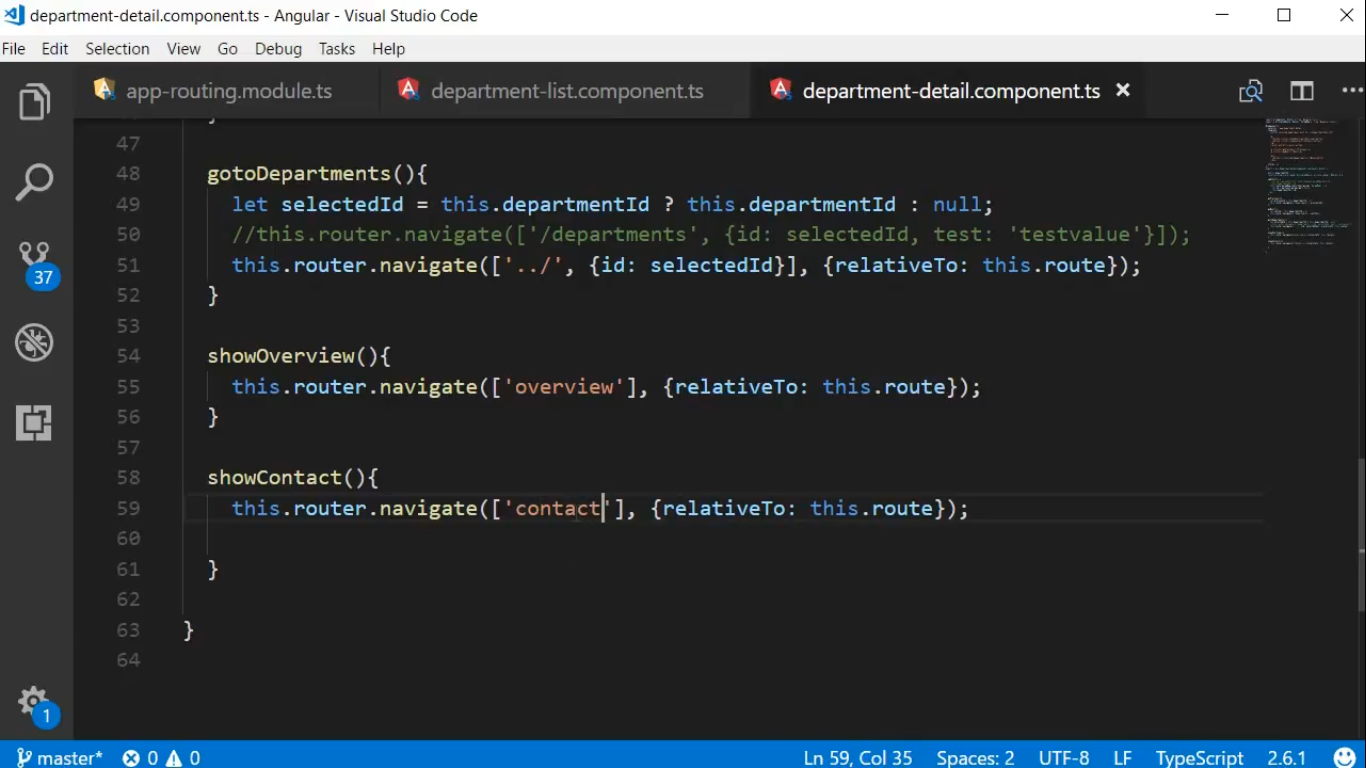 department-detail.component.ts - Angular - Visual Studio Code
File Edit Selection View Go Debug Tasks Help
app-routing.module.ts department-list.component.ts department-detail.component.ts
47
48 gotoDepartments(){
49 let selectedId = this.departmentId ? this.departmentId : null;
50 //this.router.navigate(['/departments', {id: selectedId, test: 'testvalue'}]);
51 this.router.navigate(['../', {id: selectedId}], {relativeTo: this.route});
52 }
53
54 showOverview(){
55 this.router.navigate(['overview'], {relativeTo: this.route});
56 }
57
58 showContact(){
59 this.router.navigate(['contact'], {relativeTo: this.route});
60
61 }
62
63 }
64
37
1
master* 0 0 Ln 59, Col 35 Spaces: 2 UTF-8 LF TypeScript 2.6.1